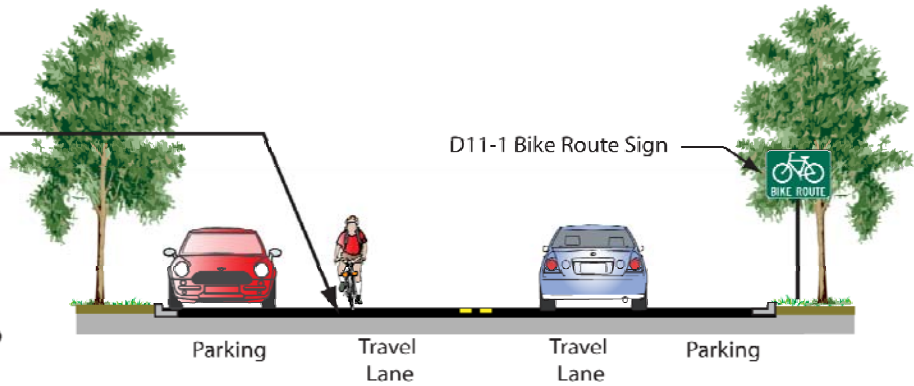 D11-1 Bike Route Sign
BIKE ROUTE
Parking
Travel
Lane
Travel
Lane
Parking